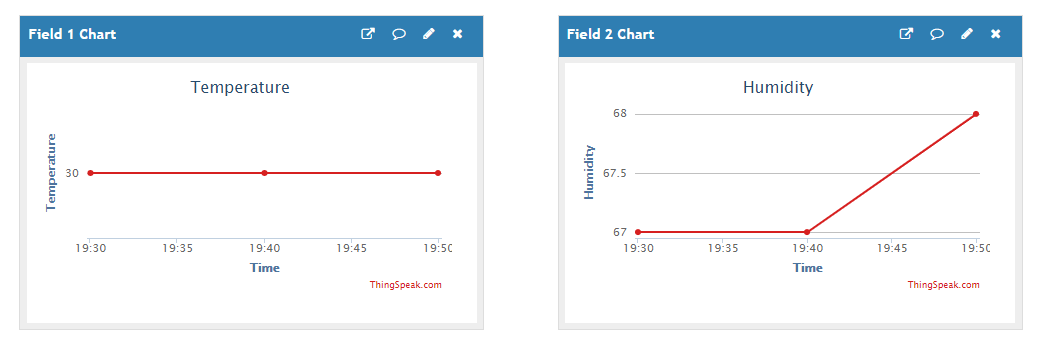 Field 1 Chart
Temperature
Temperature
30
19:30 19:35 19:40 19:45 19:50
Time
ThingSpeak.com
Field 2 Chart
Humidity
Humidity
68
67.5
67
19:30 19:35 19:40 19:45 19:50
Time
ThingSpeak.com